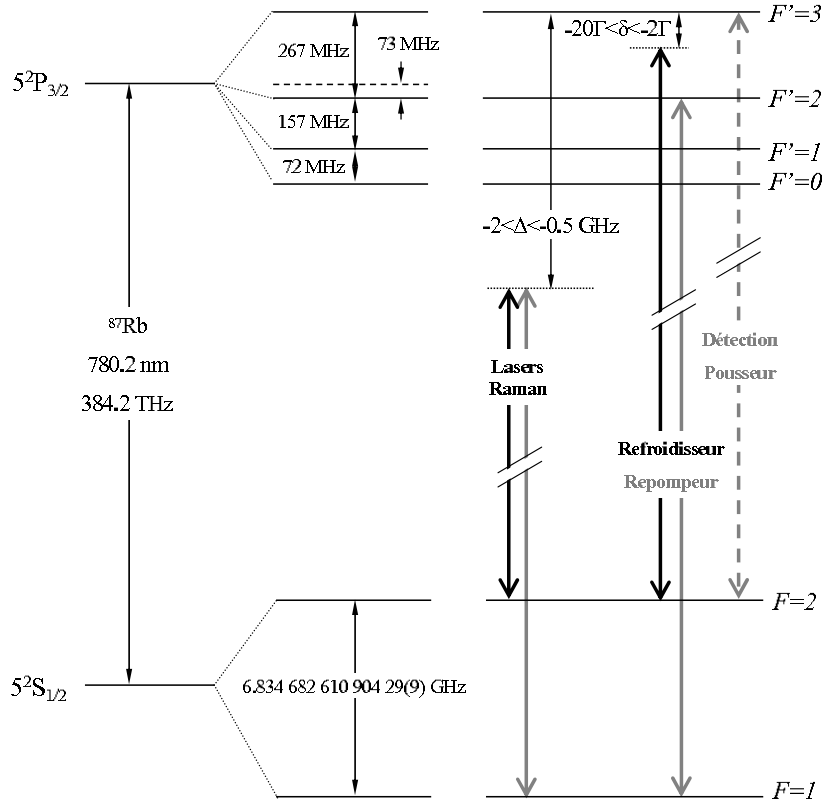 F'=3
-20Γ<δ<-2Γ
267 MHz
73 MHz
5²P₃/₂
F'=2
157 MHz
F'=1
72 MHz
F'=0
-2<Δ<-0.5 GHz
⁸⁷Rb
780.2 nm
384.2 THz
Détection
Pousseur
Lasers
Raman
Refroidisseur
Repompeur
F=2
5²S₁/₂
6.834 682 610 904 29(9) GHz
F=1